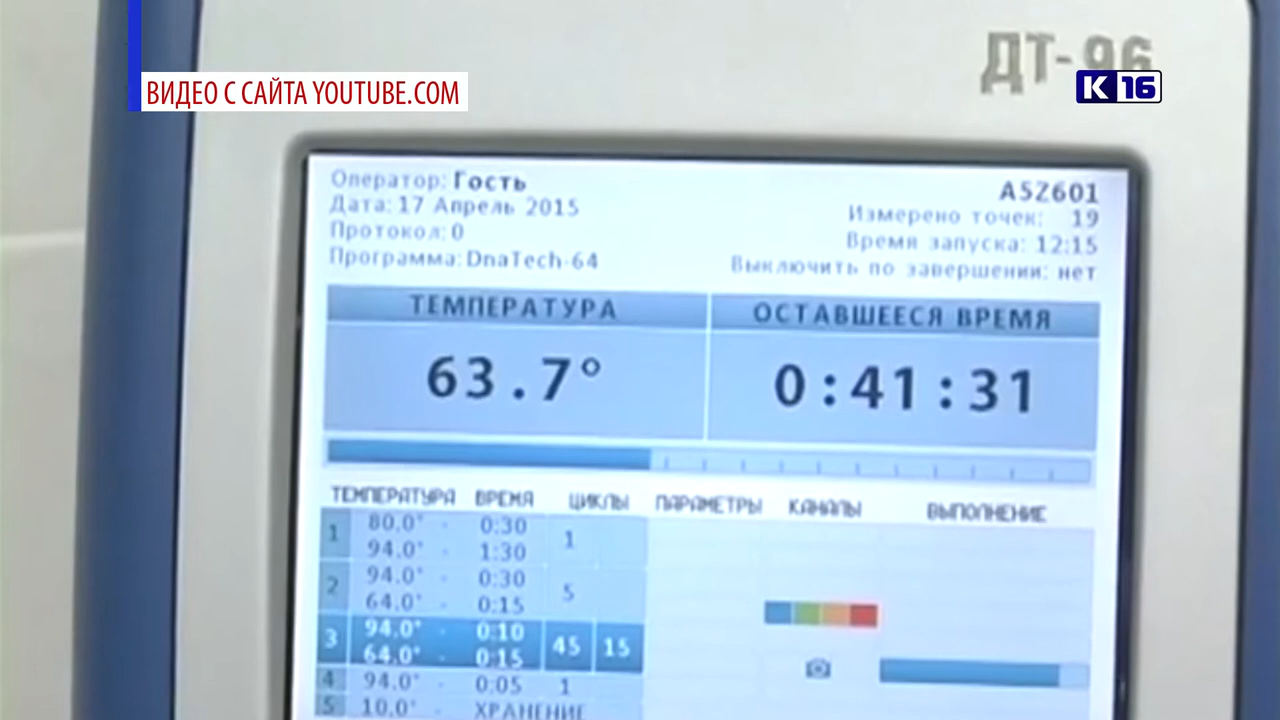 ДТ-96
ВИДЕО С САЙТА YOUTUBE.COM
К 16
Оператор: Гость
Дата: 17 Апрель 2015
Протокол: 0
Программа: DnaTech-64
A5Z601
Измерено точек: 19
Время запуска: 12:15
Выключить по завершении: нет
ТЕМПЕРАТУРА ОСТАВШЕЕСЯ ВРЕМЯ
63.7° 0:41:31
ТЕМПЕРАТУРА ВРЕМЯ ЦИКЛЫ ПАРАМЕТРЫ КАНАЛЫ ВЫПОЛНЕНИЕ
1 80.0° - 0:30 1
94.0° - 1:30
2 94.0° - 0:30 5
64.0° - 0:15
3 94.0° - 0:10 45 15
64.0° - 0:15
4 94.0° - 0:05 1
5 10.0° - ХРАНЕНИЕ